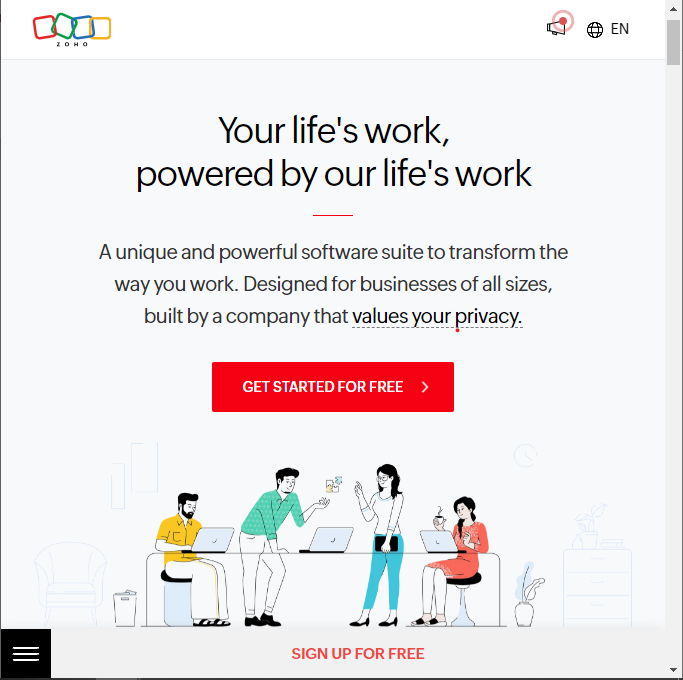 ZOHO
EN
Your life's work,
powered by our life's work
A unique and powerful software suite to transform the
way you work. Designed for businesses of all sizes,
built by a company that values your privacy.
GET STARTED FOR FREE
SIGN UP FOR FREE